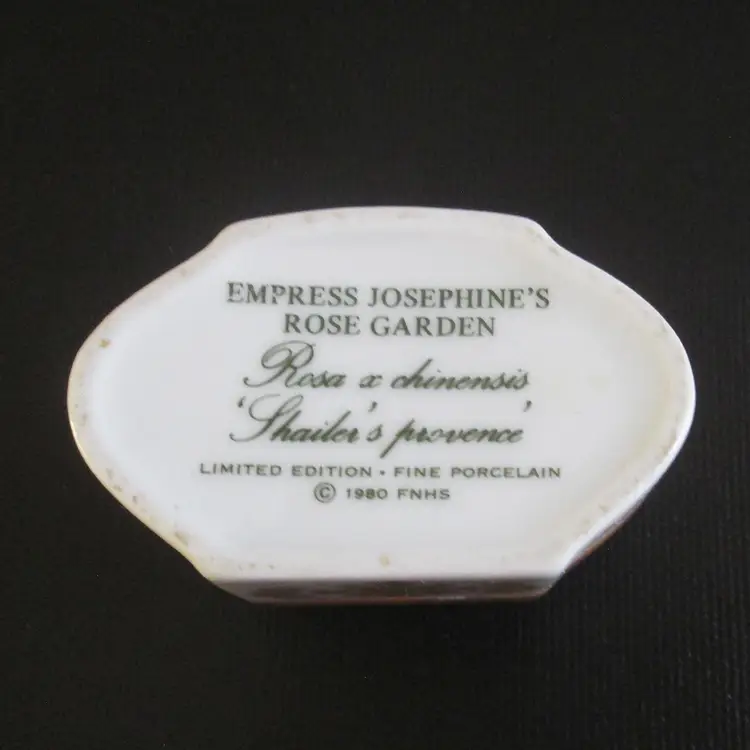 EMPRESS JOSEPHINE'S
ROSE GARDEN
Rosa x chinensis
'Shailer's provence'
LIMITED EDITION • FINE PORCELAIN
© 1980 FNHS